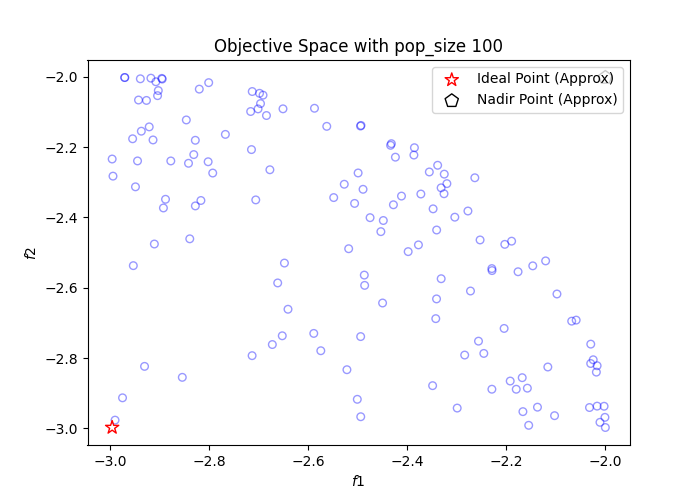 Objective Space with pop_size 100
Ideal Point (Approx)
Nadir Point (Approx)
f2
−2.0
−2.2
−2.4
−2.6
−2.8
−3.0
−3.0 −2.8 −2.6 −2.4 −2.2 −2.0
f1